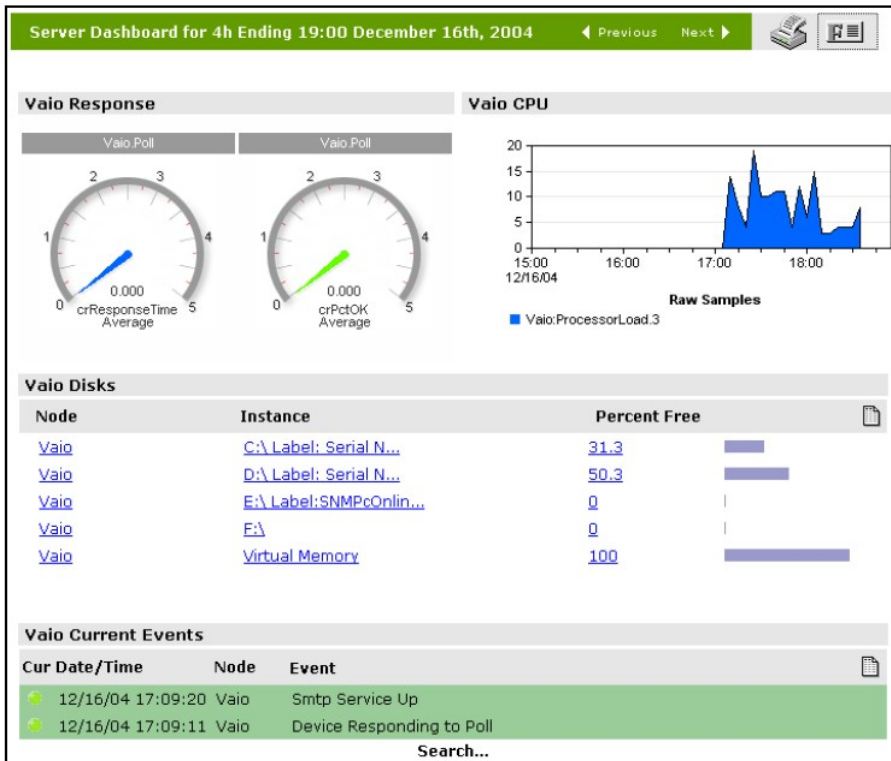 Server Dashboard for 4h Ending 19:00 December 16th, 2004 Previous Next
Vaio Response Vaio CPU
Vaio.Poll Vaio.Poll
0 1 2 3 4 5
0.000
crResponseTime
Average
0 1 2 3 4 5
0.000
crPctOK
Average
20
15
10
5
0
15:00 16:00 17:00 18:00
12/16/04
Raw Samples
Vaio:ProcessorLoad.3
Vaio Disks
Node Instance Percent Free
Vaio C:\ Label: Serial N... 31.3
Vaio D:\ Label: Serial N... 50.3
Vaio E:\ Label:SNMPcOnlin... 0
Vaio F:\ 0
Vaio Virtual Memory 100
Vaio Current Events
Cur Date/Time Node Event
12/16/04 17:09:20 Vaio Smtp Service Up
12/16/04 17:09:11 Vaio Device Responding to Poll
Search...